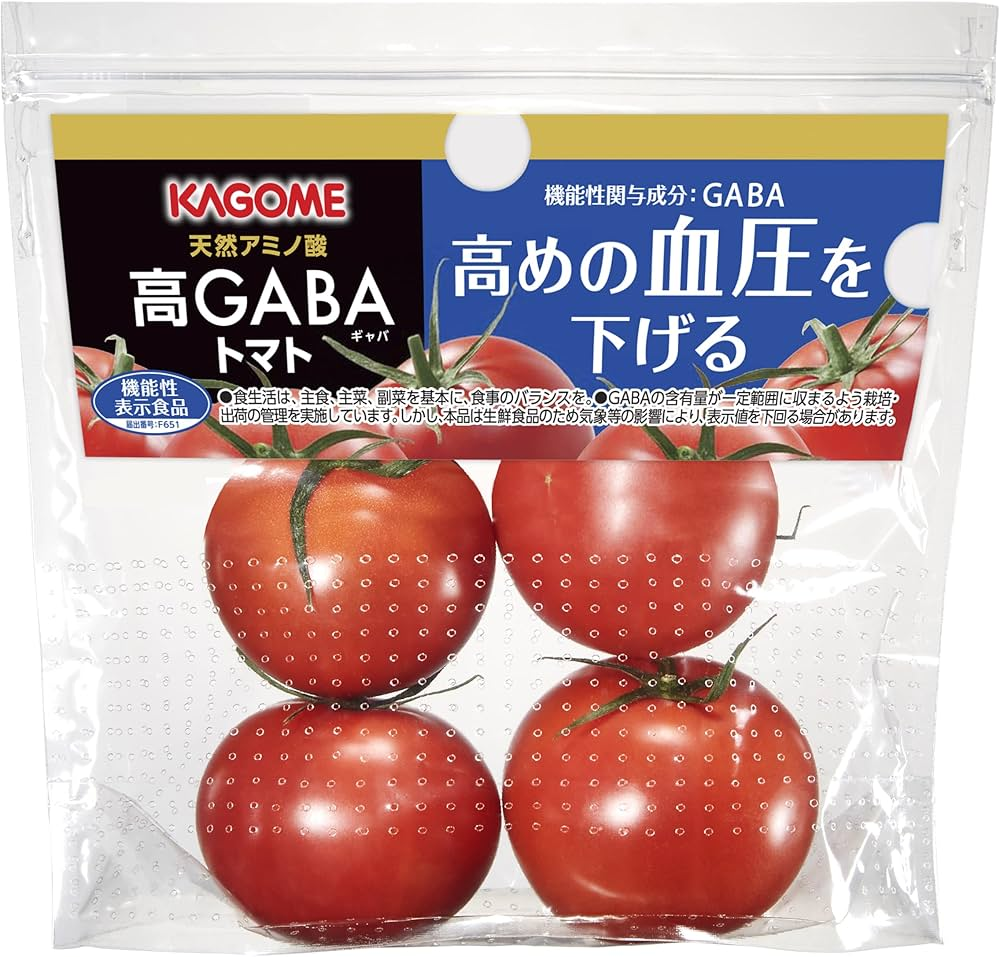 KAGOME
天然アミノ酸
高GABA
ギャバ
トマト
機能性関与成分：GABA
高めの血圧を
下げる
機能性
表示食品
届出番号：F651
●食生活は、主食、主菜、副菜を基本に、食事のバランスを。●GABAの含有量が一定範囲に収まるよう栽培・
出荷の管理を実施しています。しかし、本品は生鮮食品のため気象等の影響により、表示値を下回る場合があります。